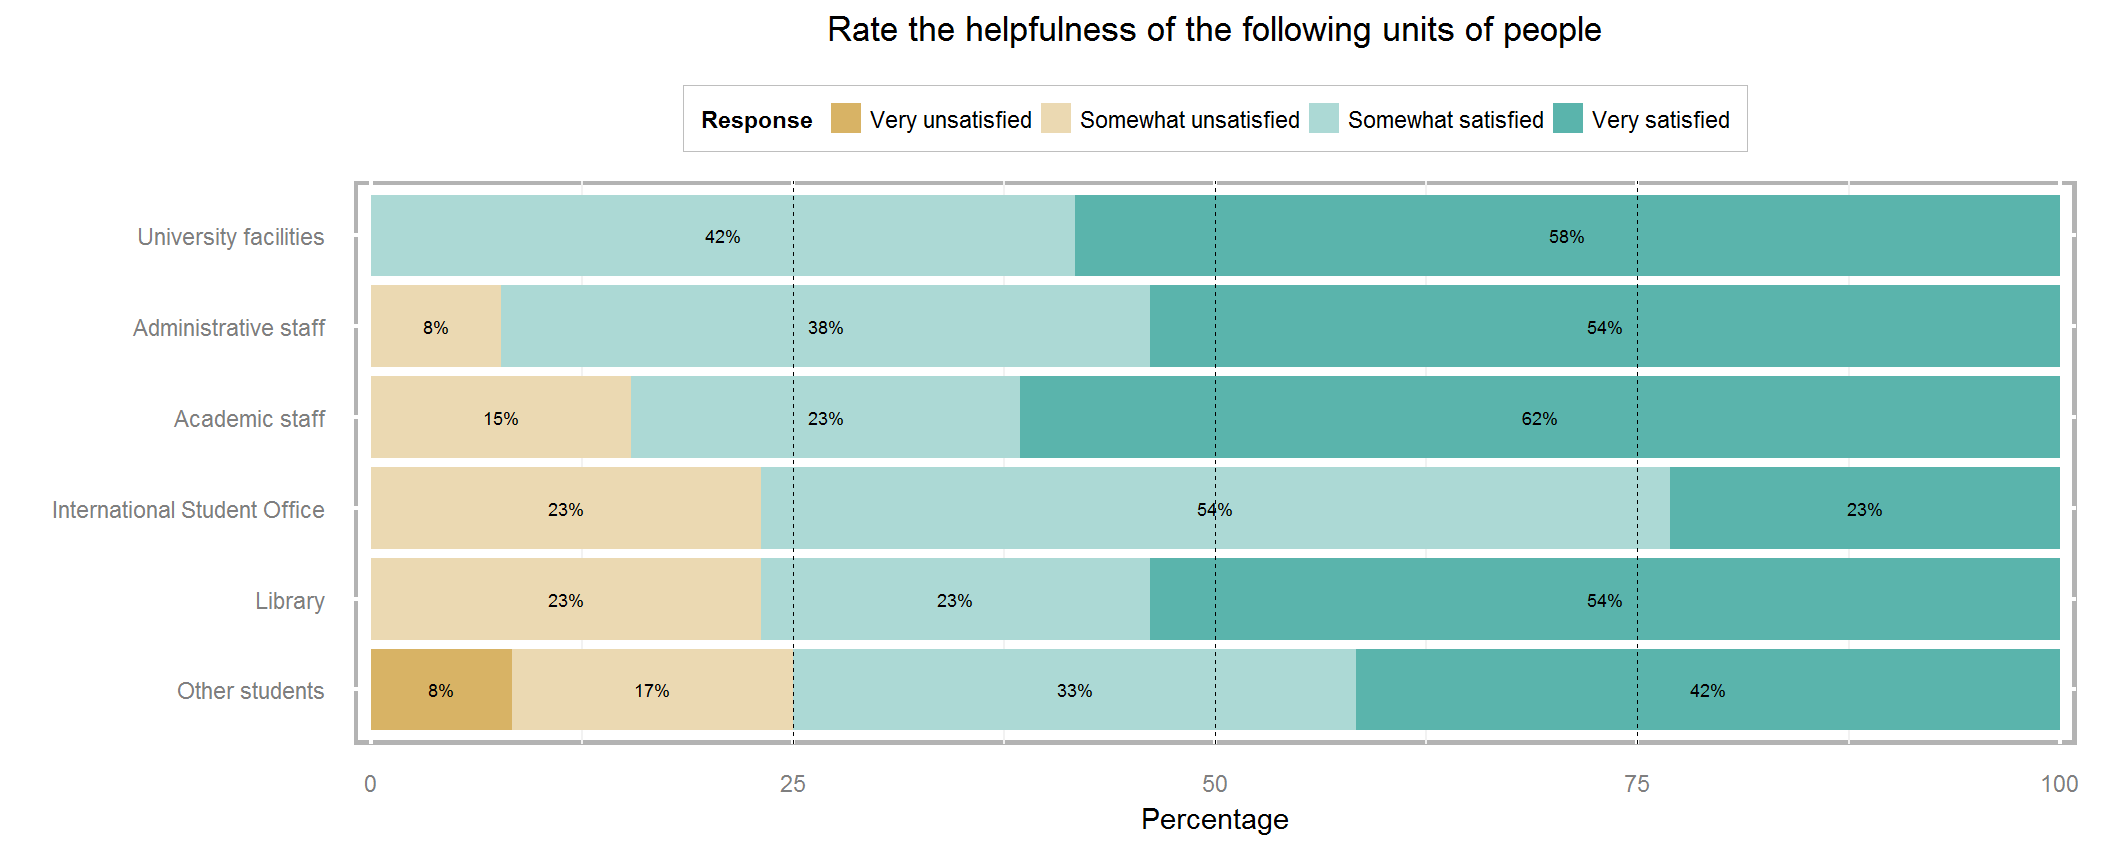 Rate the helpfulness of the following units of people
Response Very unsatisfied Somewhat unsatisfied Somewhat satisfied Very satisfied
University facilities 42% 58%
Administrative staff 8% 38% 54%
Academic staff 15% 23% 62%
International Student Office 23% 54% 23%
Library 23% 23% 54%
Other students 8% 17% 33% 42%
0 25 50 75 100
Percentage